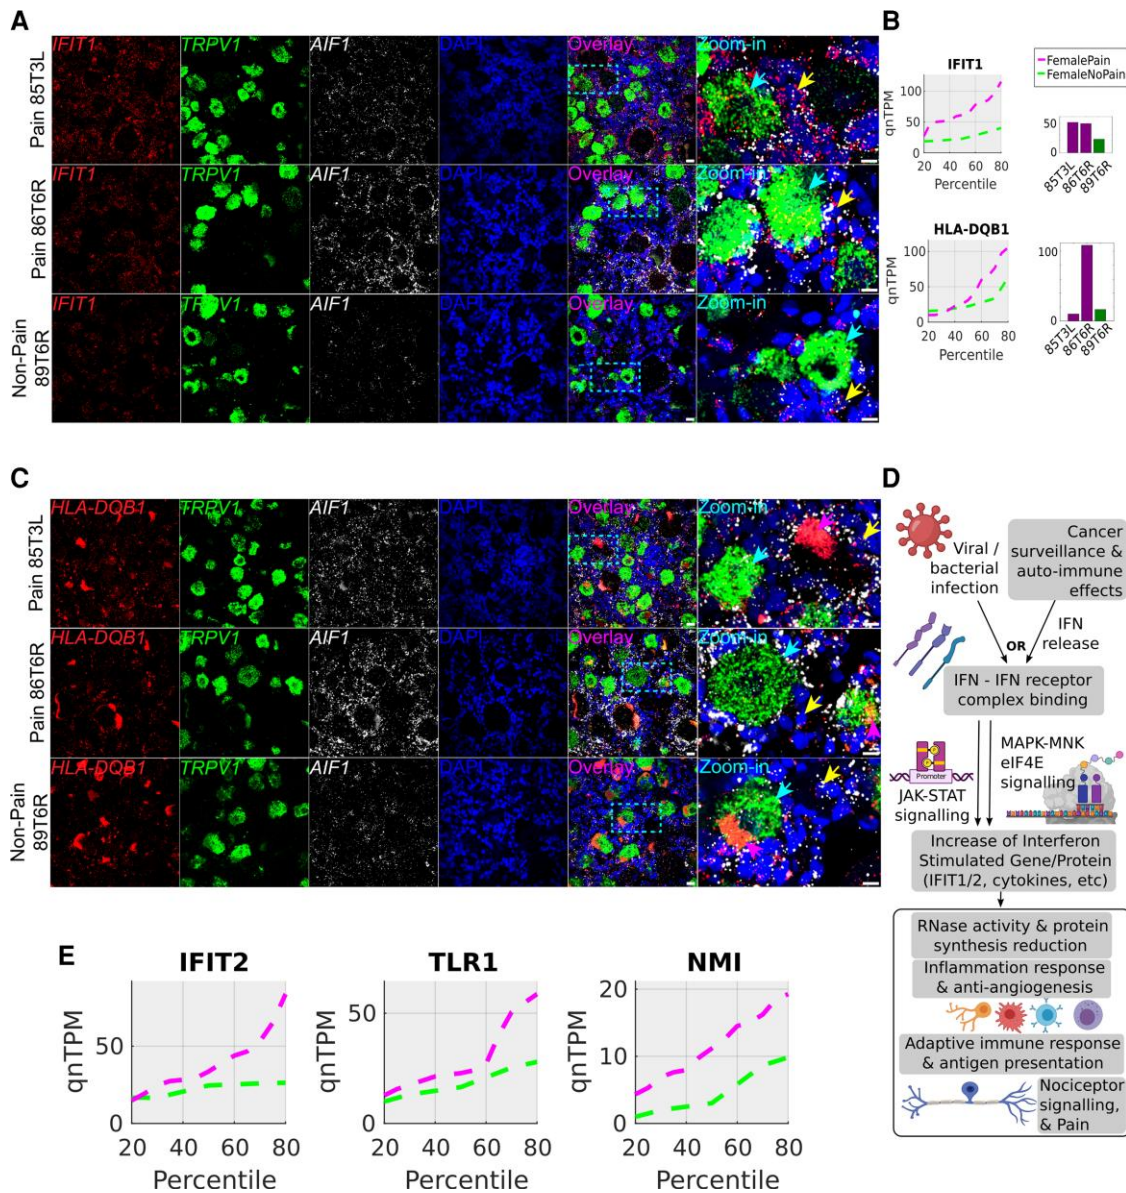 A
IFIT1 TRPV1 AIF1 DAPI Overlay Zoom-in
Pain 85T3L
IFIT1 TRPV1 AIF1 DAPI Overlay Zoom-in
Pain 86T6R
IFIT1 TRPV1 AIF1 DAPI Overlay Zoom-in
Non-Pain
89T6R
B
FemalePain
FemaleNoPain
IFIT1
qnTPM
100
50
0
20 40 60 80
Percentile
50
0
85T3L 86T6R 89T6R
HLA-DQB1
qnTPM
100
50
0
20 40 60 80
Percentile
100
0
85T3L 86T6R 89T6R
C
HLA-DQB1 TRPV1 AIF1 DAPI Overlay Zoom-in
Pain 85T3L
HLA-DQB1 TRPV1 AIF1 DAPI Overlay Zoom-in
Pain 86T6R
HLA-DQB1 TRPV1 AIF1 DAPI Overlay Zoom-in
Non-Pain
89T6R
D
Viral /
bacterial
infection
Cancer
surveillance &
auto-immune
effects
OR
IFN
release
IFN - IFN receptor
complex binding
Promoter
JAK-STAT
signalling
MAPK-MNK
eIF4E
signalling
Increase of Interferon
Stimulated Gene/Protein
(IFIT1/2, cytokines, etc)
RNase activity & protein
synthesis reduction
Inflammation response
& anti-angiogenesis
Adaptive immune response
& antigen presentation
Nociceptor
signalling,
& Pain
E
IFIT2
qnTPM
50
0
20 40 60 80
Percentile
TLR1
qnTPM
50
0
20 40 60 80
Percentile
NMI
qnTPM
20
10
0
20 40 60 80
Percentile